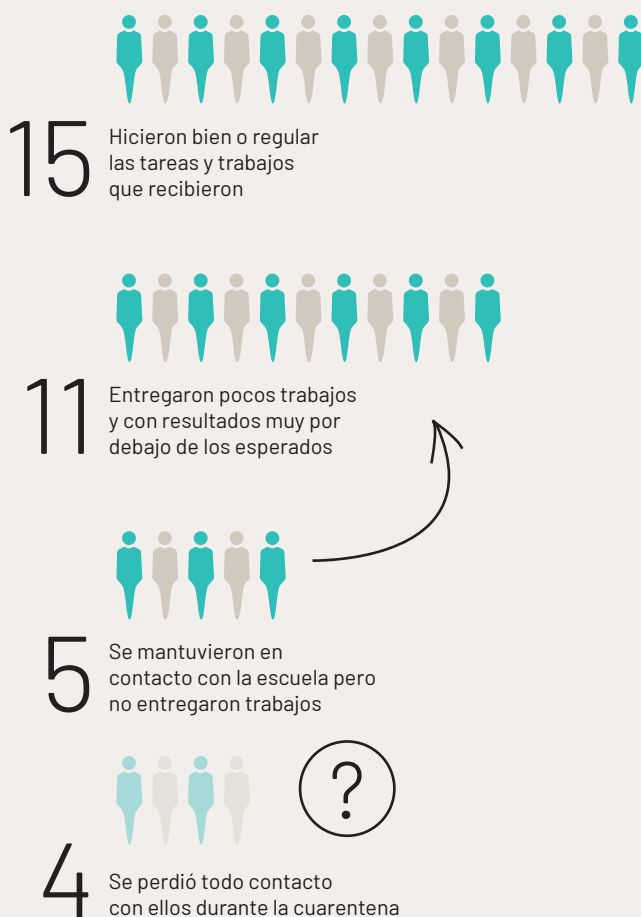 15
Hicieron bien o regular
las tareas y trabajos
que recibieron
11
Entregaron pocos trabajos
y con resultados muy por
debajo de los esperados
5
Se mantuvieron en
contacto con la escuela pero
no entregaron trabajos
?
4
Se perdió todo contacto
con ellos durante la cuarentena